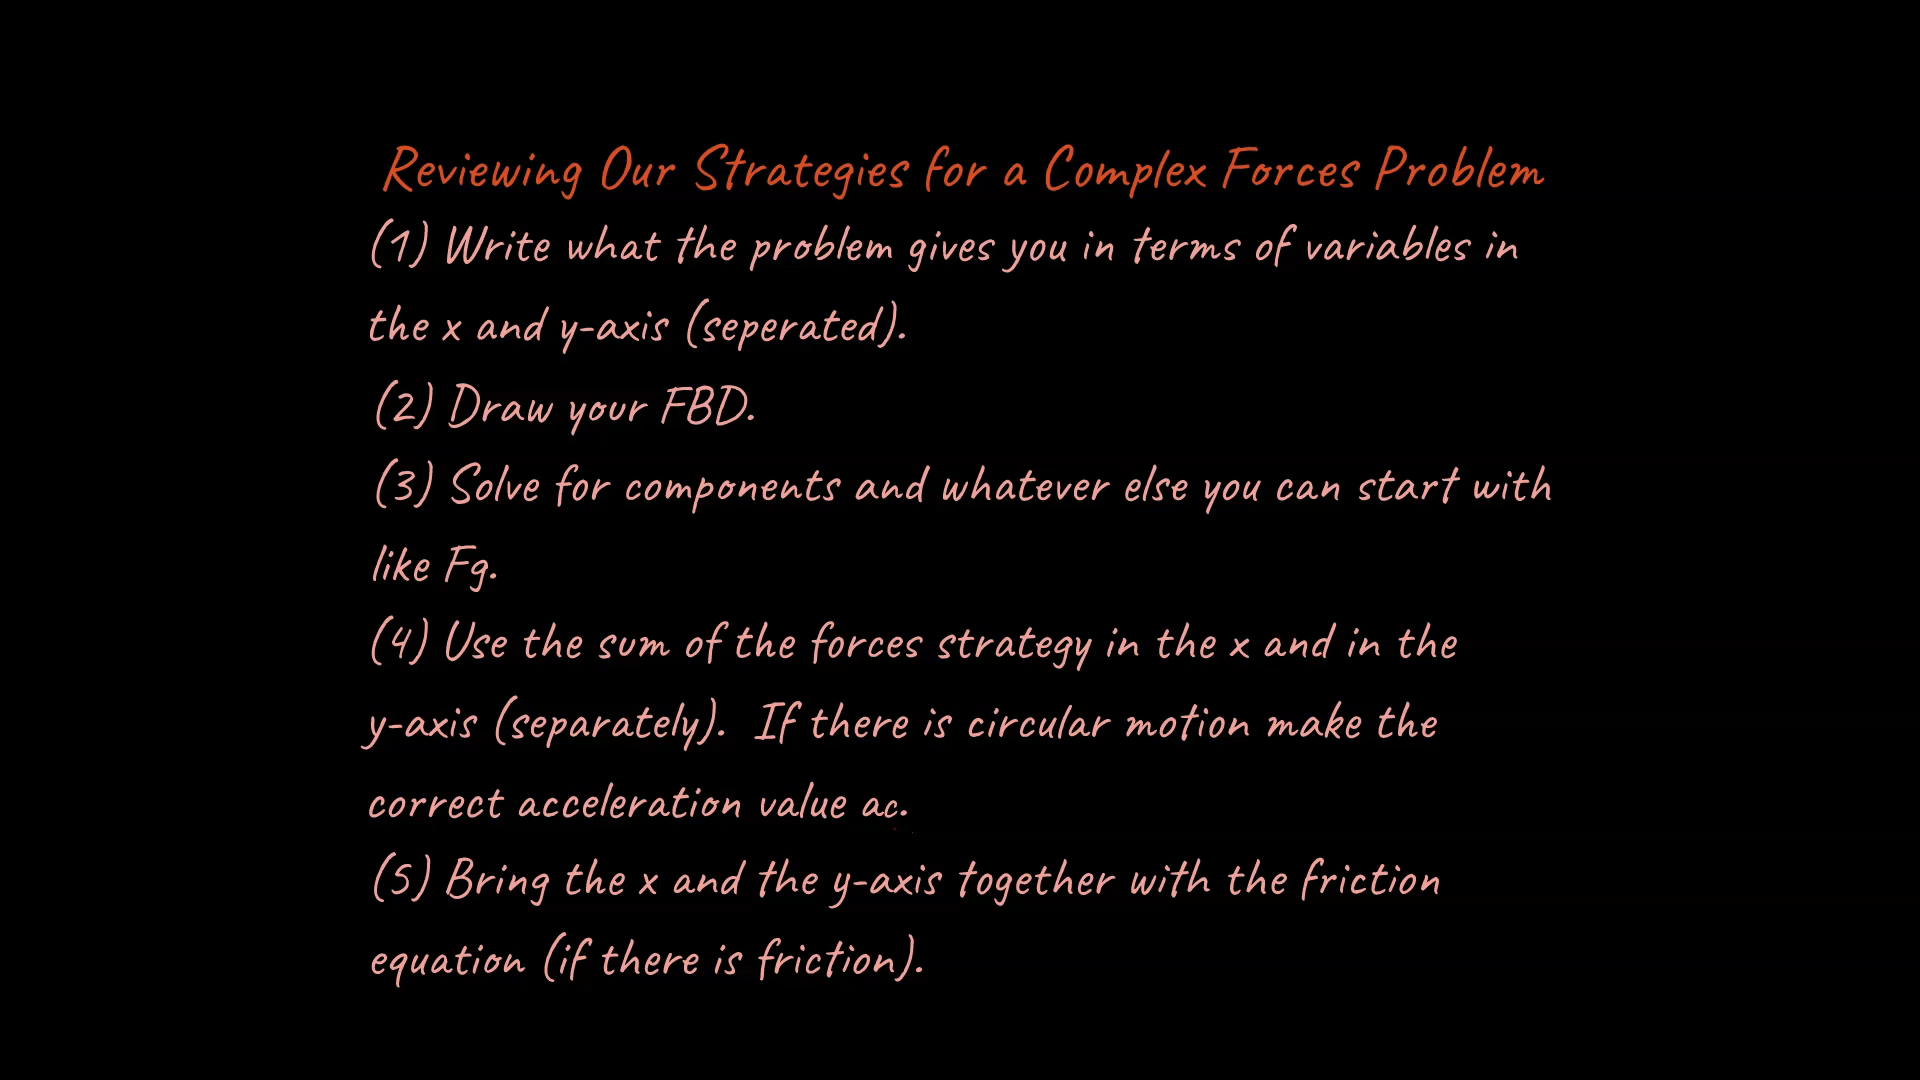 Reviewing Our Strategies for a Complex Forces Problem
(1) Write what the problem gives you in terms of variables in
the x and y-axis (seperated).
(2) Draw your FBD.
(3) Solve for components and whatever else you can start with
like Fg.
(4) Use the sum of the forces strategy in the x and in the
y-axis (separately). If there is circular motion make the
correct acceleration value ac.
(5) Bring the x and the y-axis together with the friction
equation (if there is friction).